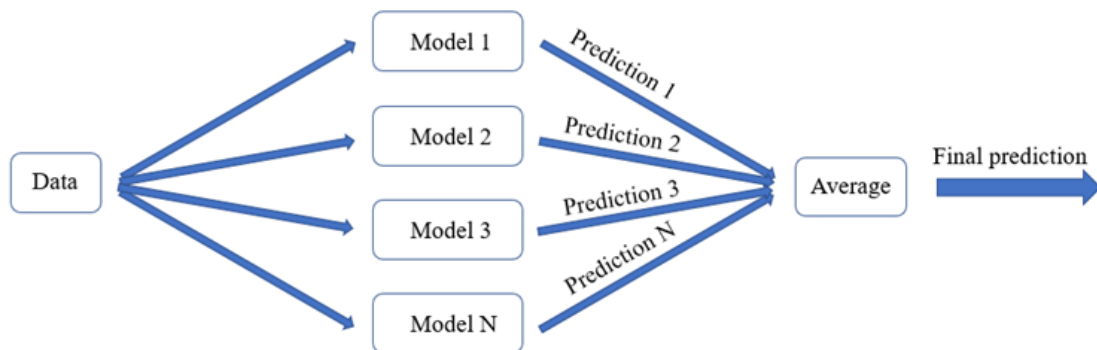 Data
Model 1
Model 2
Model 3
Model N
Prediction 1
Prediction 2
Prediction 3
Prediction N
Average
Final prediction